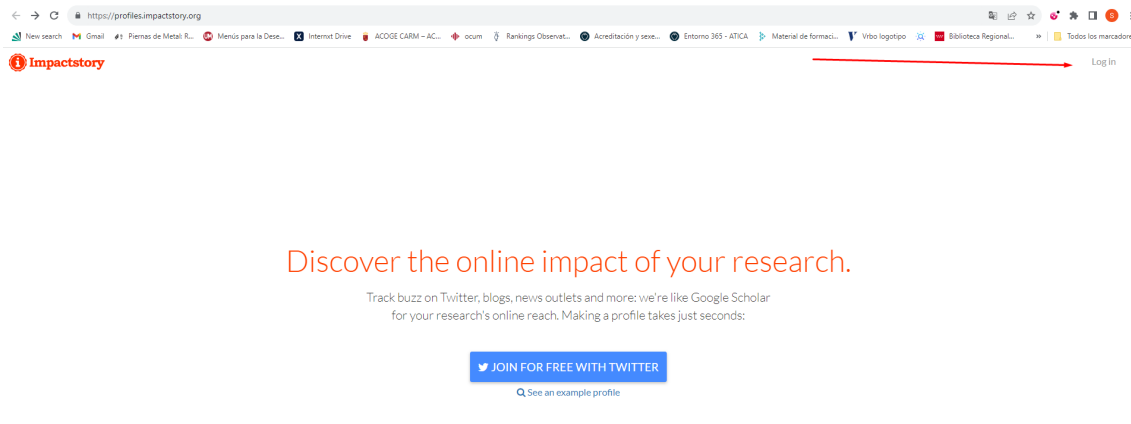 https://profiles.impactstory.org
New search Gmail Piernas de Metal: R... Menús para la Dese... Internxt Drive ACOGE CARM – AC... ocum Rankings Observat... Acreditación y sexe... Entorno 365 - ATICA Material de formaci... Vrbo logotipo Biblioteca Regional... » Todos los marcadore
Impactstory Log in
Discover the online impact of your research.
Track buzz on Twitter, blogs, news outlets and more: we're like Google Scholar
for your research's online reach. Making a profile takes just seconds:
JOIN FOR FREE WITH TWITTER
See an example profile